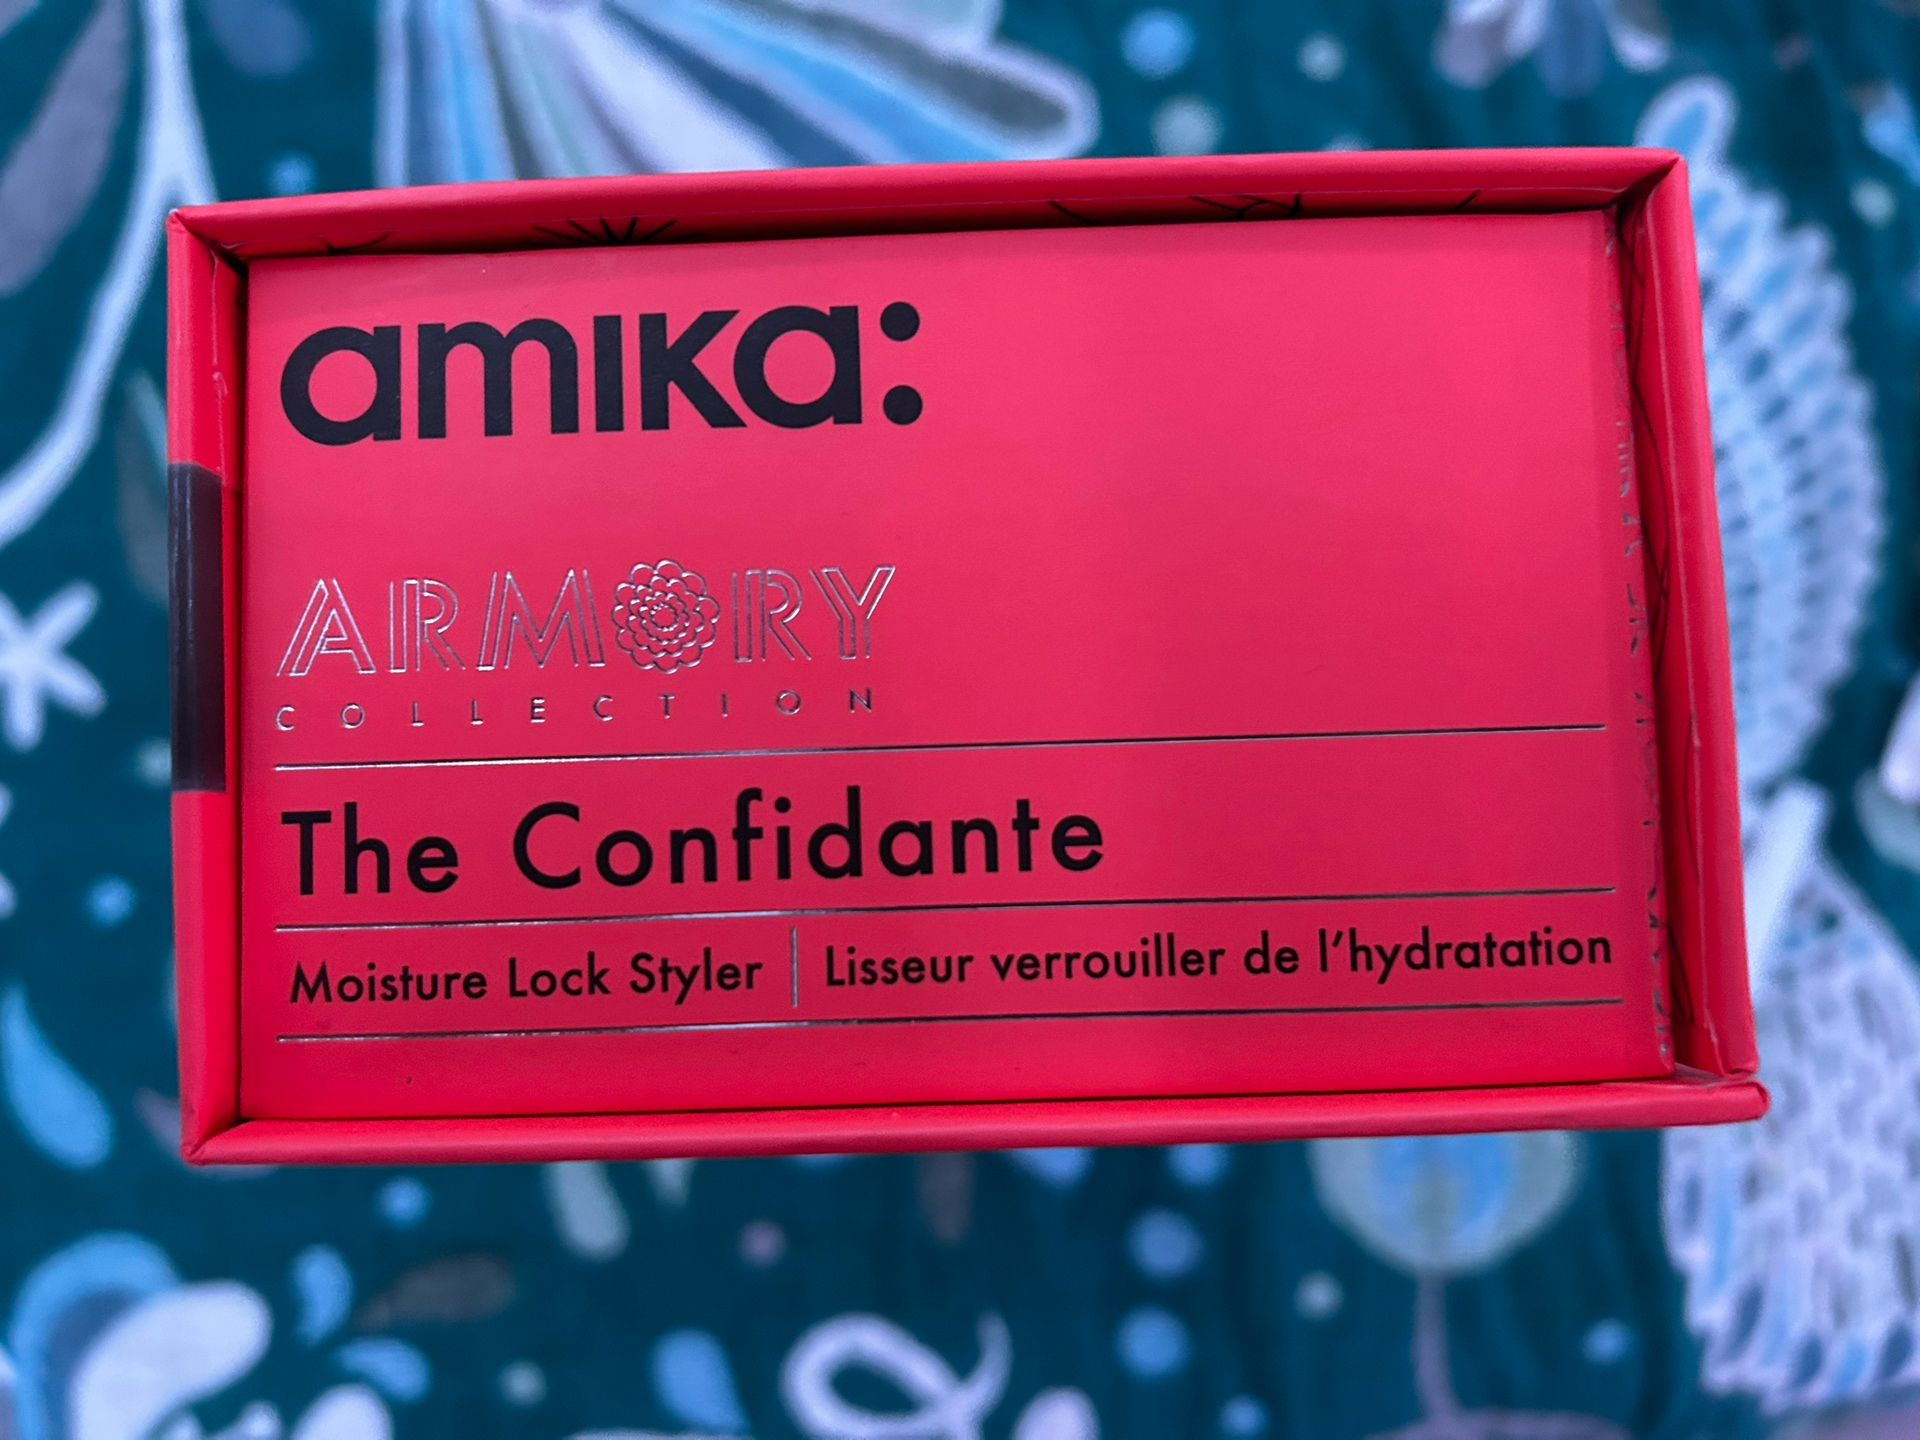 amika:
ARMORY
COLLECTION
The Confidante
Moisture Lock Styler | Lisseur verrouiller de l'hydratation